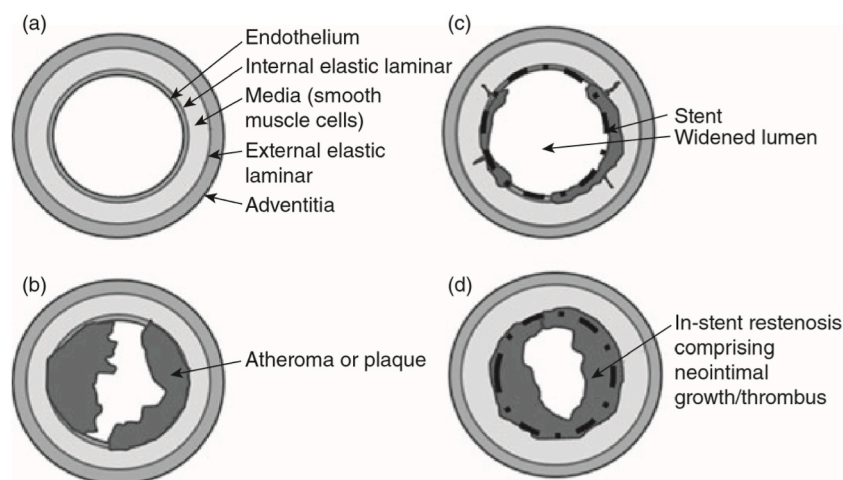 (a)
Endothelium
Internal elastic laminar
Media (smooth
muscle cells)
External elastic
laminar
Adventitia
(b)
Atheroma or plaque
(c)
Stent
Widened lumen
(d)
In-stent restenosis
comprising
neointimal
growth/thrombus